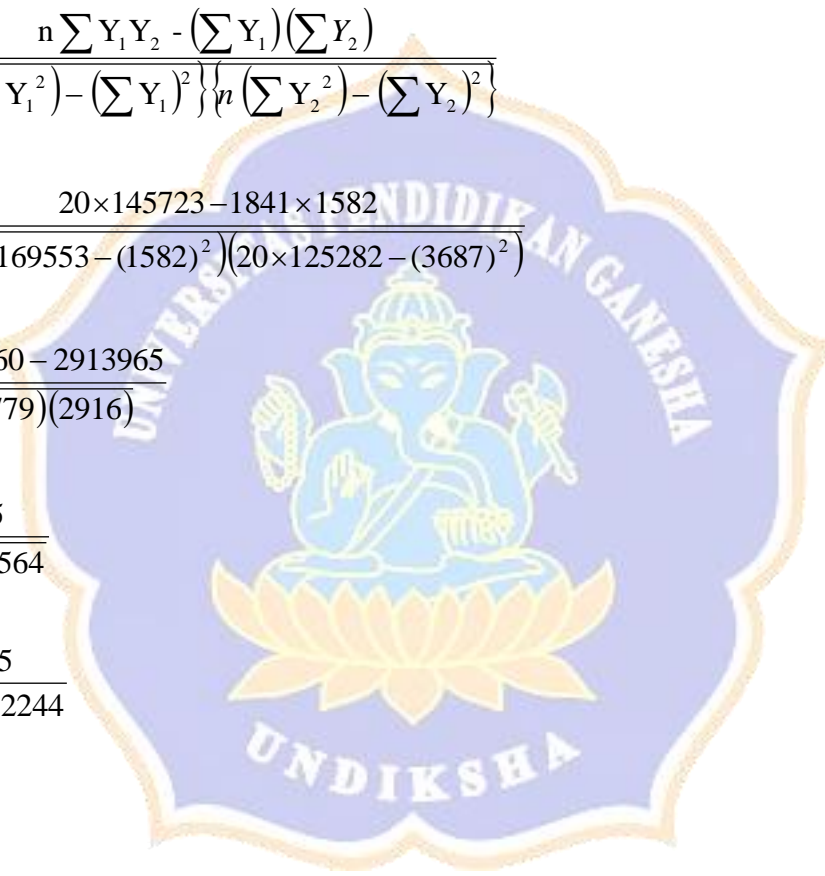 n ∑ Y₁Y₂ - (∑ Y₁)(∑ Y₂)
Y₁²) – (∑ Y₁)² }{n (∑ Y₂²) – (∑ Y₂)² }
20×145723–1841×1582
169553–(1582)²)(20×125282–(3687)²)
60 – 2913965
779)(2916)
5
564
5
2244
UNIVERSITAS PENDIDIKAN GANESHA
UNDIKSHA